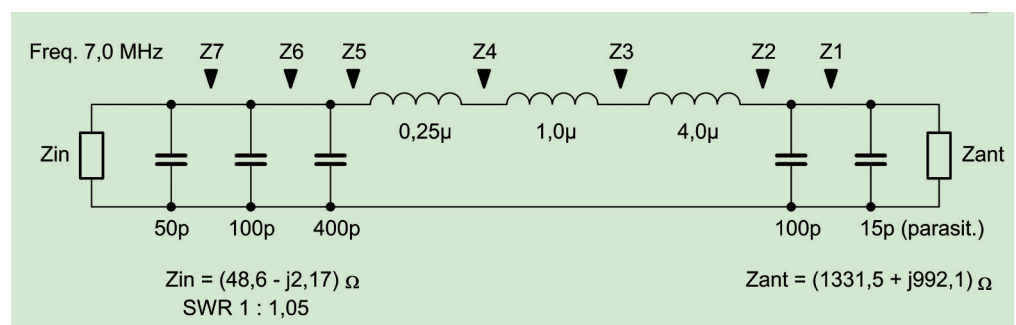 Freq. 7,0 MHz Z7 Z6 Z5 Z4 Z3 Z2 Z1
0,25µ 1,0µ 4,0µ
Zin Zant
50p 100p 400p 100p 15p (parasit.)
Zin = (48,6 - j2,17) Ω Zant = (1331,5 + j992,1) Ω
SWR 1 : 1,05